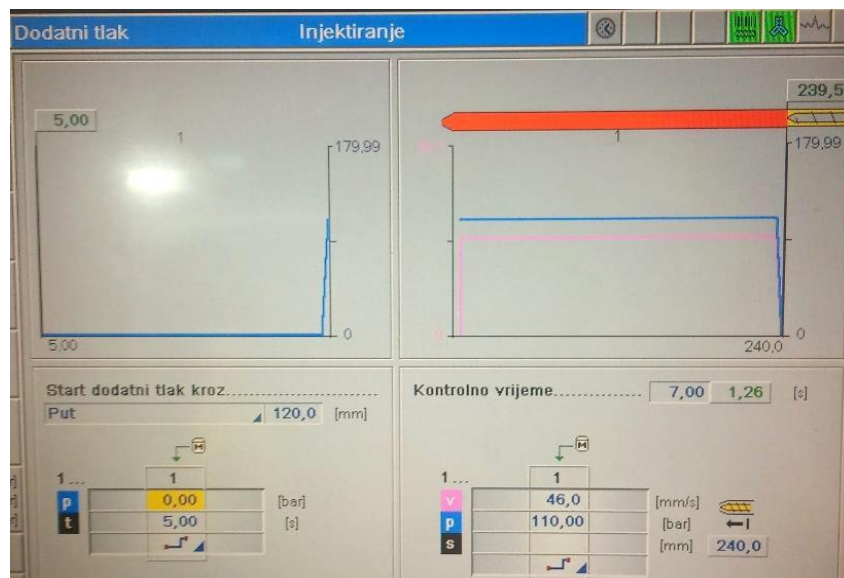 Dodatni tlak
Injektiranje
5,00
1
179,99
5,00
0
239,5
1
179,99
0
240,0
0
Start dodatni tlak kroz
Put 120,0 [mm]
1...
1
p 0,00 [bar]
t 5,00 [s]
Kontrolno vrijeme 7,00 1,26 [s]
1...
1
v 46,0 [mm/s]
p 110,00 [bar]
s [mm] 240,0